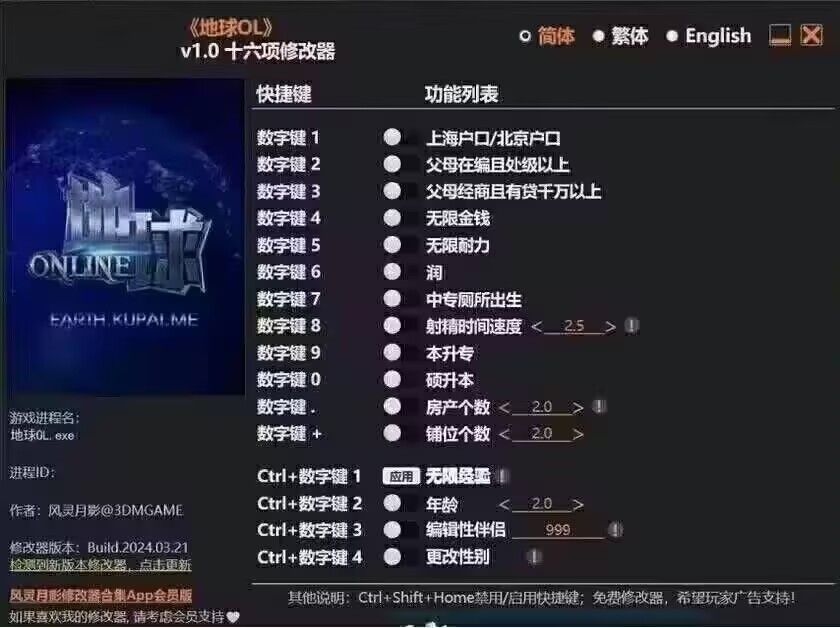 《地球OL》
v1.0 十六项修改器
简体 繁体 English
快捷键 功能列表
数字键 1 上海户口/北京户口
数字键 2 父母在编且处级以上
数字键 3 父母经商且有贷千万以上
数字键 4 无限金钱
数字键 5 无限耐力
数字键 6 润
数字键 7 中专厕所出生
数字键 8 射精时间速度 < 2.5 > !
数字键 9 本升专
数字键 0 硕升本
数字键 . 房产个数 < 2.0 > !
数字键 + 铺位个数 < 2.0 >
Ctrl+数字键 1 应用 无限经验 !
Ctrl+数字键 2 年龄 < 2.0 >
Ctrl+数字键 3 编辑性伴侣 999 !
Ctrl+数字键 4 更改性别 !
地球
ONLINE
EARTH.KUPAI.ME
游戏进程名:
地球OL.exe
进程ID:
作者: 风灵月影@3DMGAME
修改器版本: Build.2024.03.21
检测到新版本修改器,点击更新
风灵月影修改器合集App会员版
如果喜欢我的修改器, 请考虑会员支持
其他说明: Ctrl+Shift+Home禁用/启用快捷键; 免费修改器, 希望玩家广告支持!